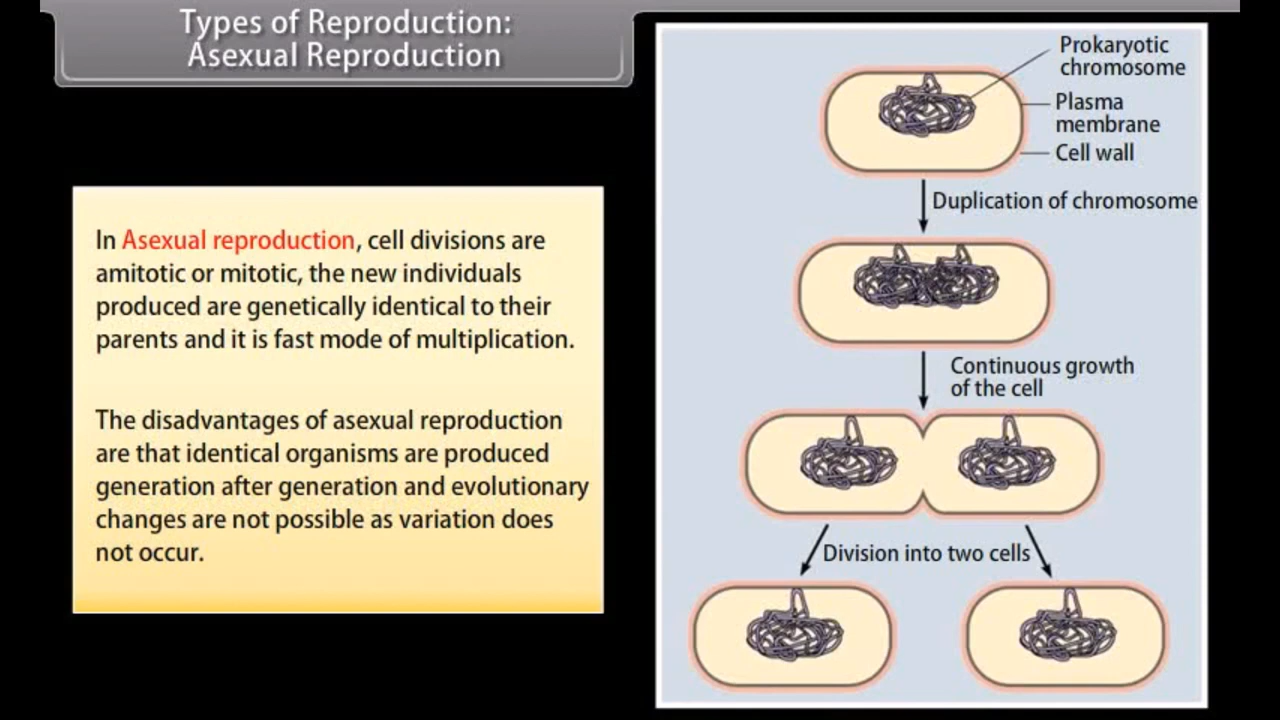 Types of Reproduction:
Asexual Reproduction
In Asexual reproduction, cell divisions are
amitotic or mitotic, the new individuals
produced are genetically identical to their
parents and it is fast mode of multiplication.
The disadvantages of asexual reproduction
are that identical organisms are produced
generation after generation and evolutionary
changes are not possible as variation does
not occur.
Prokaryotic
chromosome
Plasma
membrane
Cell wall
Duplication of chromosome
Continuous growth
of the cell
Division into two cells